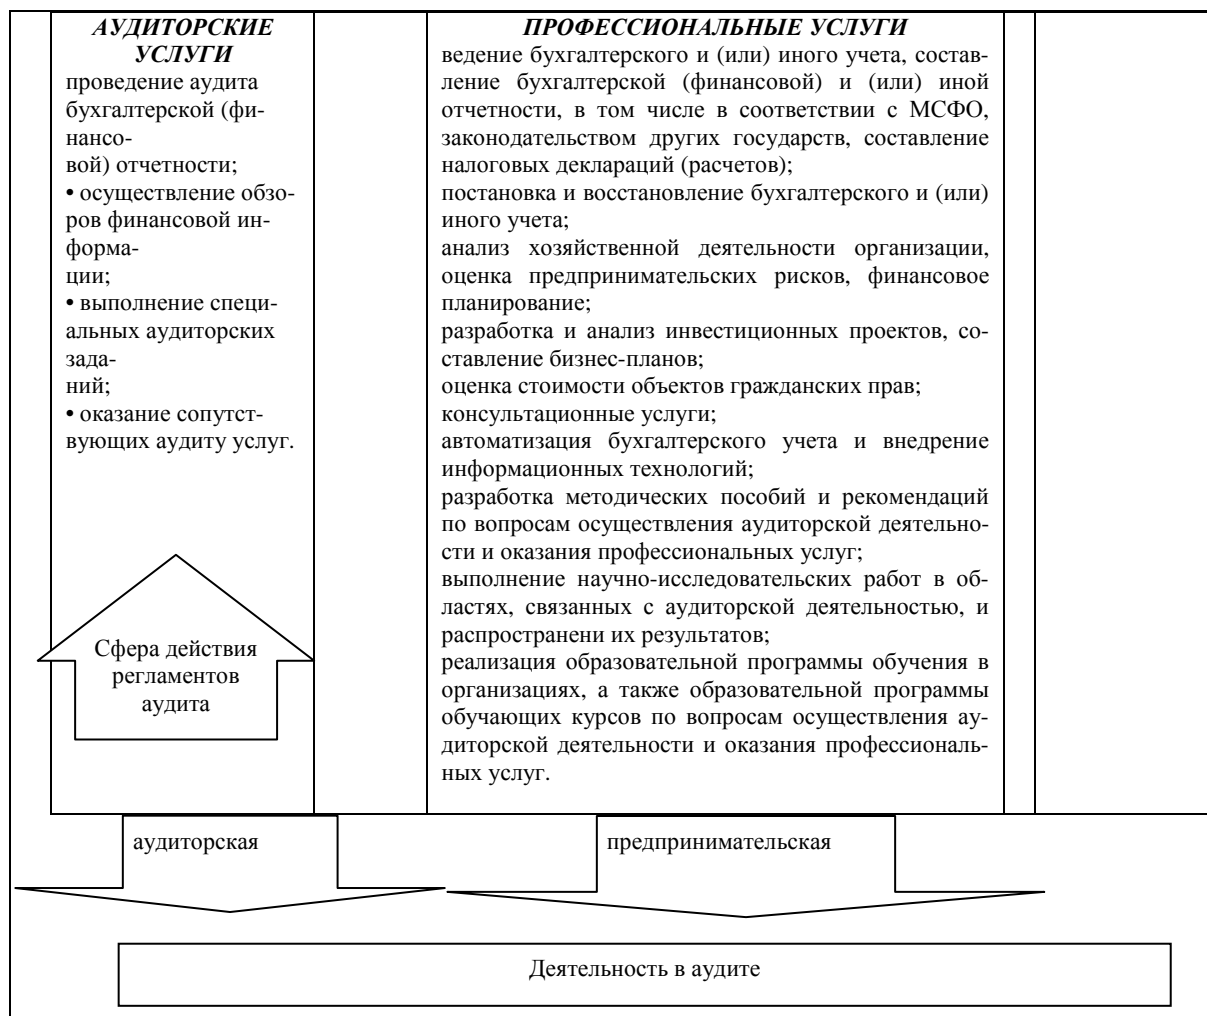 АУДИТОРСКИЕ
УСЛУГИ
проведение аудита
бухгалтерской (фи-
нансо-
вой) отчетности;
• осуществление обзо-
ров финансовой ин-
форма-
ции;
• выполнение специ-
альных аудиторских
зада-
ний;
• оказание сопутст-
вующих аудиту услуг.
Сфера действия
регламентов
аудита
ПРОФЕССИОНАЛЬНЫЕ УСЛУГИ
ведение бухгалтерского и (или) иного учета, состав-
ление бухгалтерской (финансовой) и (или) иной
отчетности, в том числе в соответствии с МСФО,
законодательством других государств, составление
налоговых деклараций (расчетов);
постановка и восстановление бухгалтерского и (или)
иного учета;
анализ хозяйственной деятельности организации,
оценка предпринимательских рисков, финансовое
планирование;
разработка и анализ инвестиционных проектов, со-
ставление бизнес-планов;
оценка стоимости объектов гражданских прав;
консультационные услуги;
автоматизация бухгалтерского учета и внедрение
информационных технологий;
разработка методических пособий и рекомендаций
по вопросам осуществления аудиторской деятельно-
сти и оказания профессиональных услуг;
выполнение научно-исследовательских работ в об-
ластях, связанных с аудиторской деятельностью, и
распространени их результатов;
реализация образовательной программы обучения в
организациях, а также образовательной программы
обучающих курсов по вопросам осуществления ау-
диторской деятельности и оказания профессиональ-
ных услуг.
аудиторская
предпринимательская
Деятельность в аудите